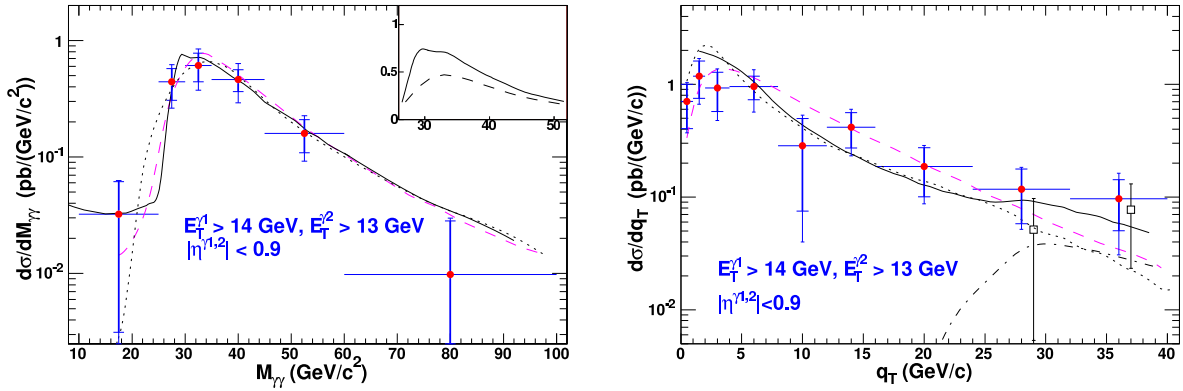 dσ/dM_γγ (pb/(GeV/c²)
1
10⁻¹
10⁻²
1
0.5
0
30 40 50
E_T^γ1 > 14 GeV, E_T^γ2 > 13 GeV
|η^γ1,2| < 0.9
10 20 30 40 50 60 70 80 90 100
M_γγ (GeV/c²)
dσ/dq_T (pb/(GeV/c))
10
1
10⁻¹
10⁻²
E_T^γ1 > 14 GeV, E_T^γ2 > 13 GeV
|η^γ1,2|<0.9
0 5 10 15 20 25 30 35 40
q_T (GeV/c)